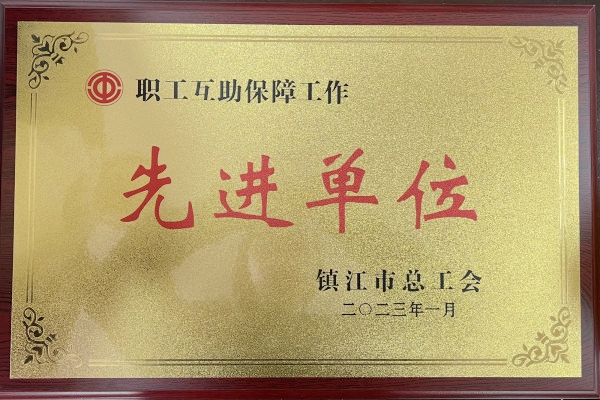 职工互助保障工作
先进单位
镇江市总工会
二〇二三年一月